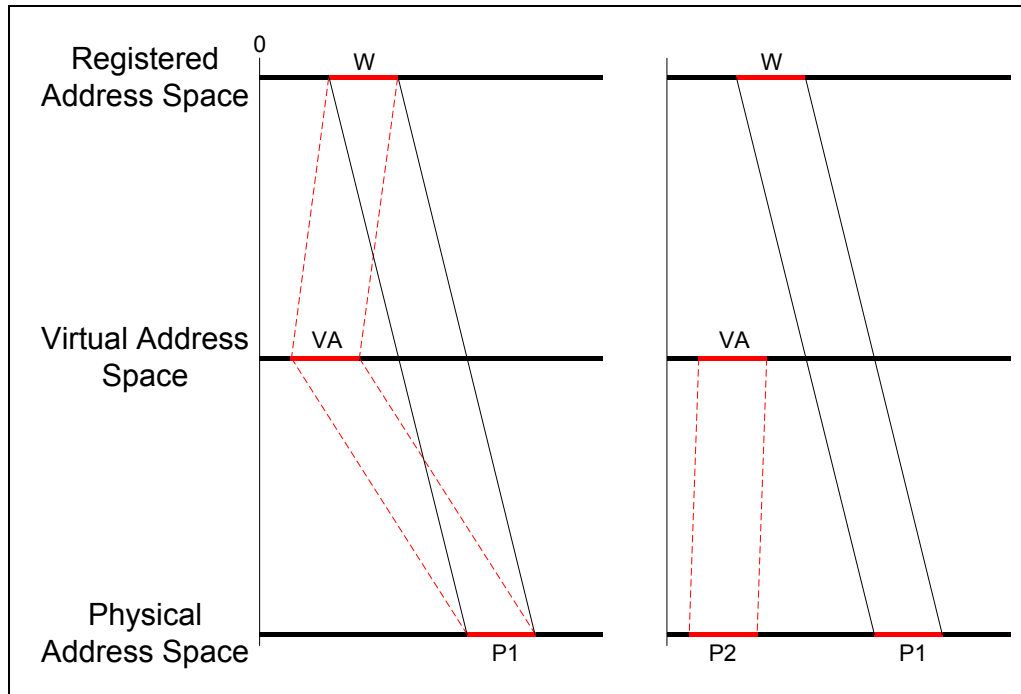 0
Registered
Address Space
W
W
Virtual Address
Space
VA
VA
Physical
Address Space
P1
P2
P1